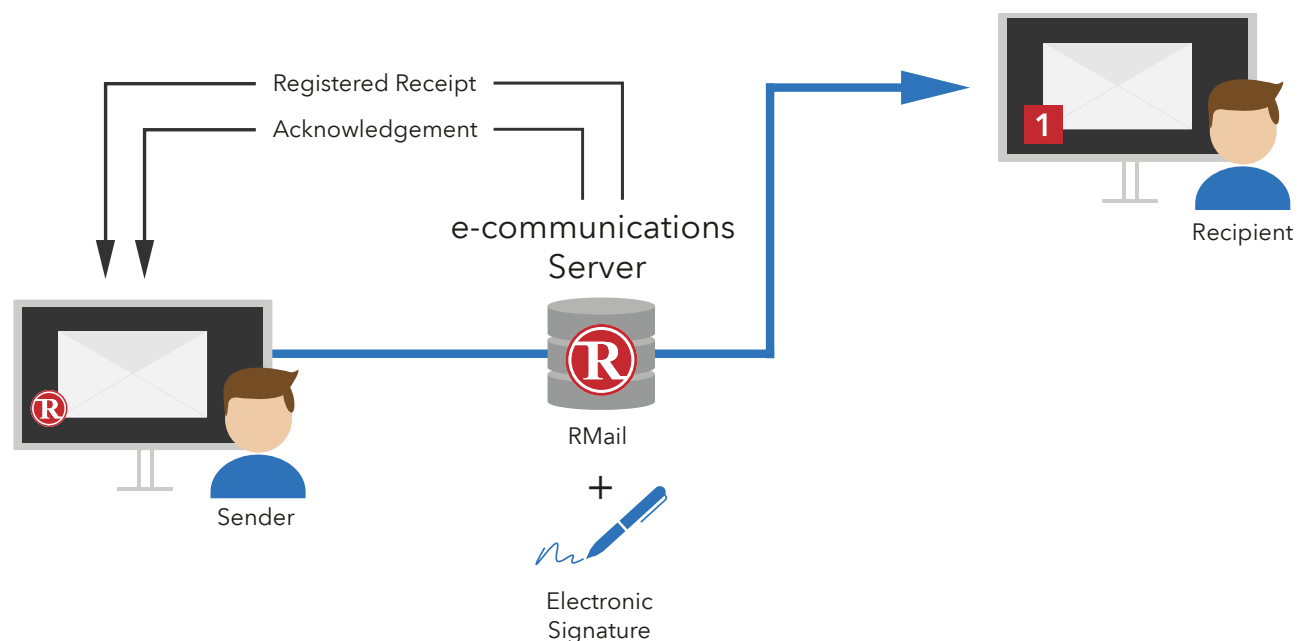 Registered Receipt
Acknowledgement
1
e-communications
Server
Recipient
R
R
RMail
+
Sender
Electronic
Signature